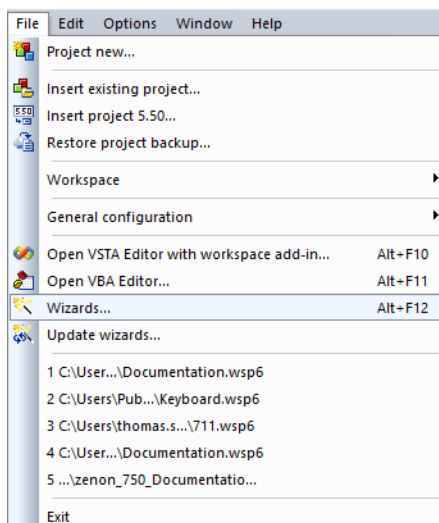 File Edit Options Window Help
Project new...
Insert existing project...
Insert project 5.50...
Restore project backup...
Workspace
General configuration
Open VSTA Editor with workspace add-in... Alt+F10
Open VBA Editor... Alt+F11
Wizards... Alt+F12
Update wizards...
1 C:\User...\Documentation.wsp6
2 C:\Users\Pub...\Keyboard.wsp6
3 C:\Users\thomas.s...\711.wsp6
4 C:\User...\Documentation.wsp6
5 ...\zenon_750_Documentatio...
Exit